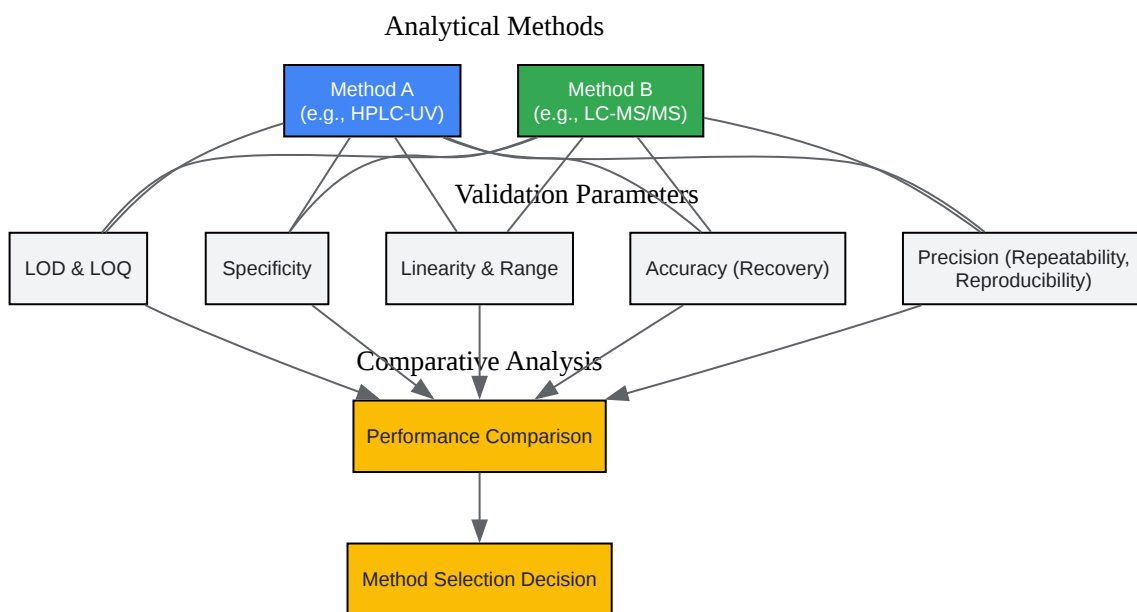 Analytical Methods
Method A
(e.g., HPLC-UV)
Method B
(e.g., LC-MS/MS)
Validation Parameters
LOD & LOQ
Specificity
Linearity & Range
Accuracy (Recovery)
Precision (Repeatability,
Reproducibility)
Comparative Analysis
Performance Comparison
Method Selection Decision